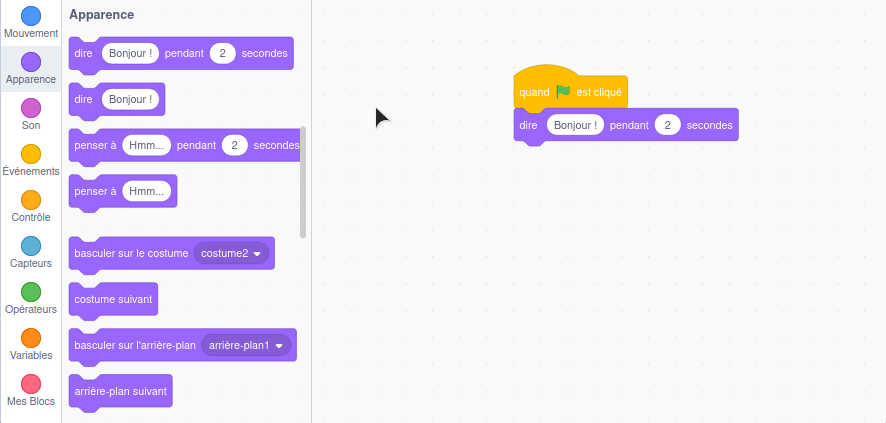 Mouvement
Apparence
Son
Événements
Contrôle
Capteurs
Opérateurs
Variables
Mes Blocs
Apparence
dire Bonjour ! pendant 2 secondes
dire Bonjour !
penser à Hmm... pendant 2 secondes
penser à Hmm...
basculer sur le costume costume2
costume suivant
basculer sur l'arrière-plan arrière-plan1
arrière-plan suivant
quand est cliqué
dire Bonjour ! pendant 2 secondes